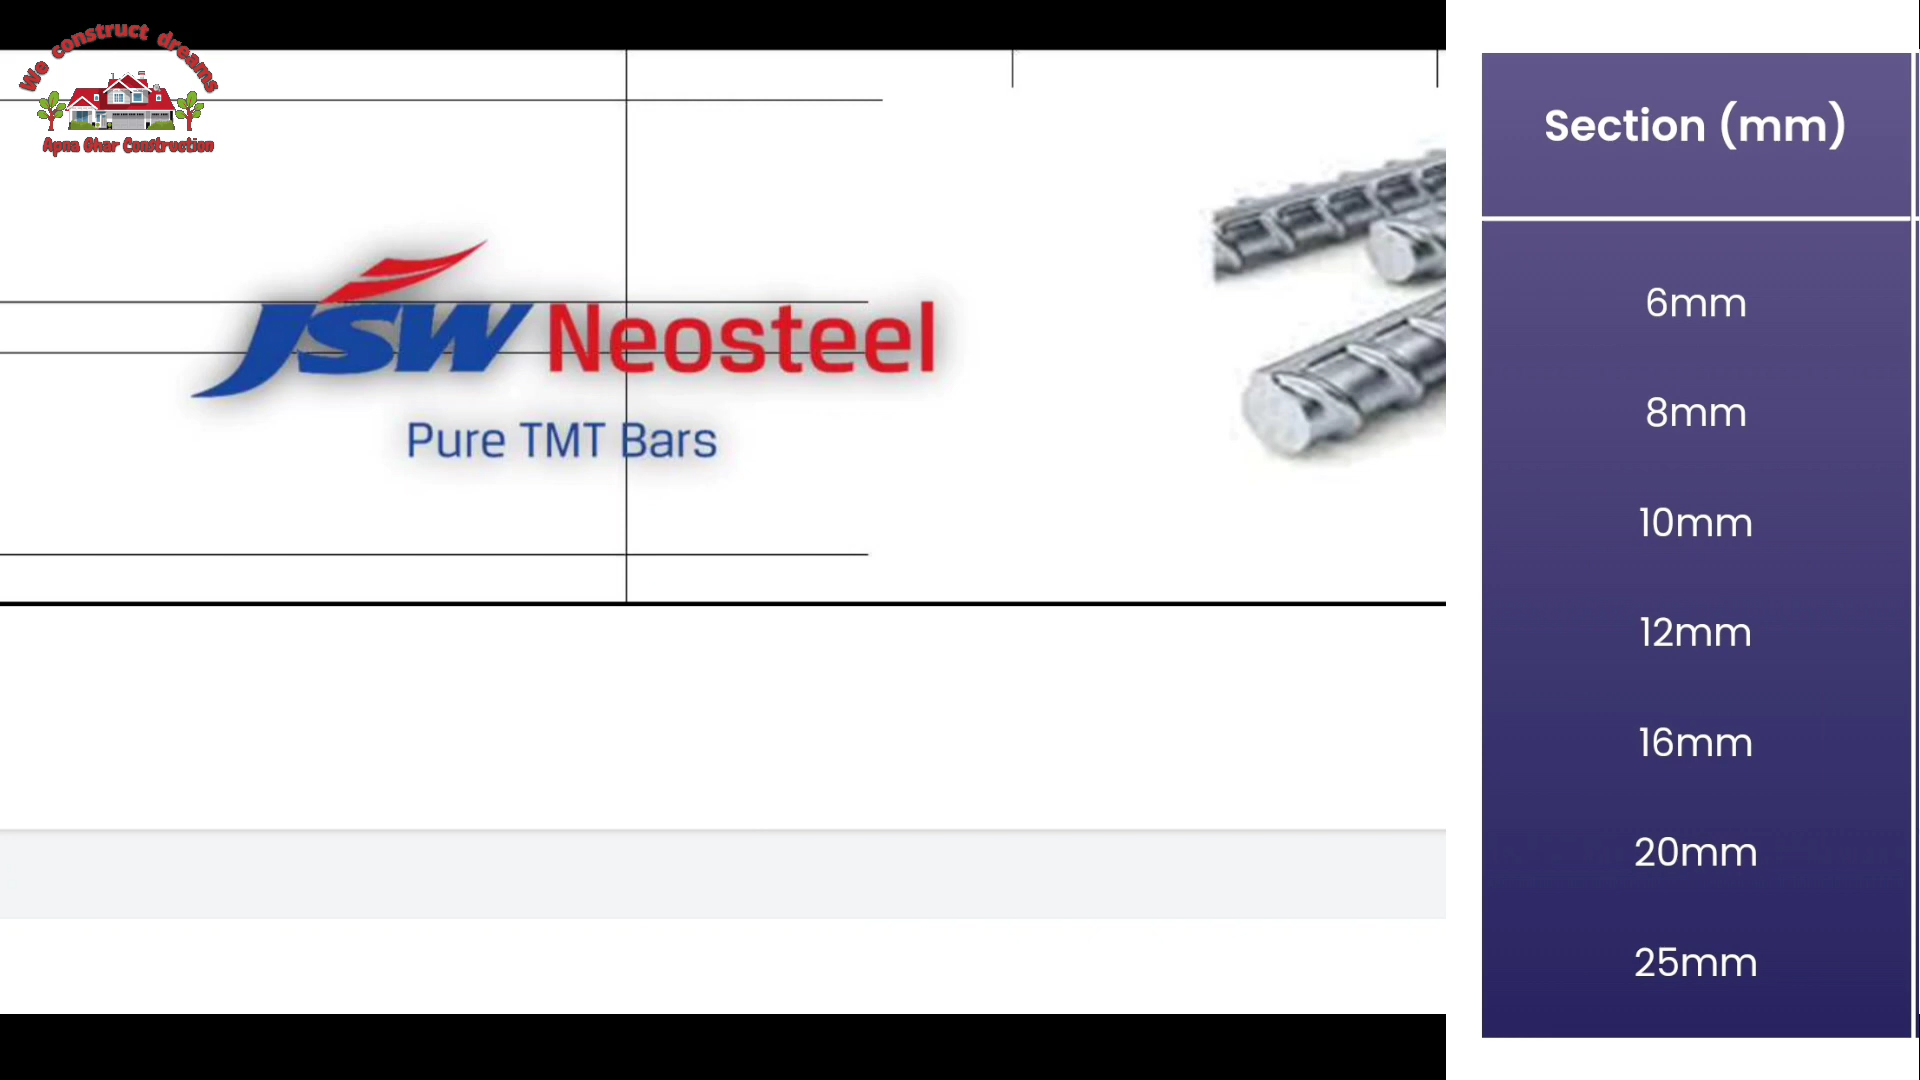 We construct dreams
Apna Ghar Construction
JSW Neosteel
Pure TMT Bars
Section (mm)
6mm
8mm
10mm
12mm
16mm
20mm
25mm